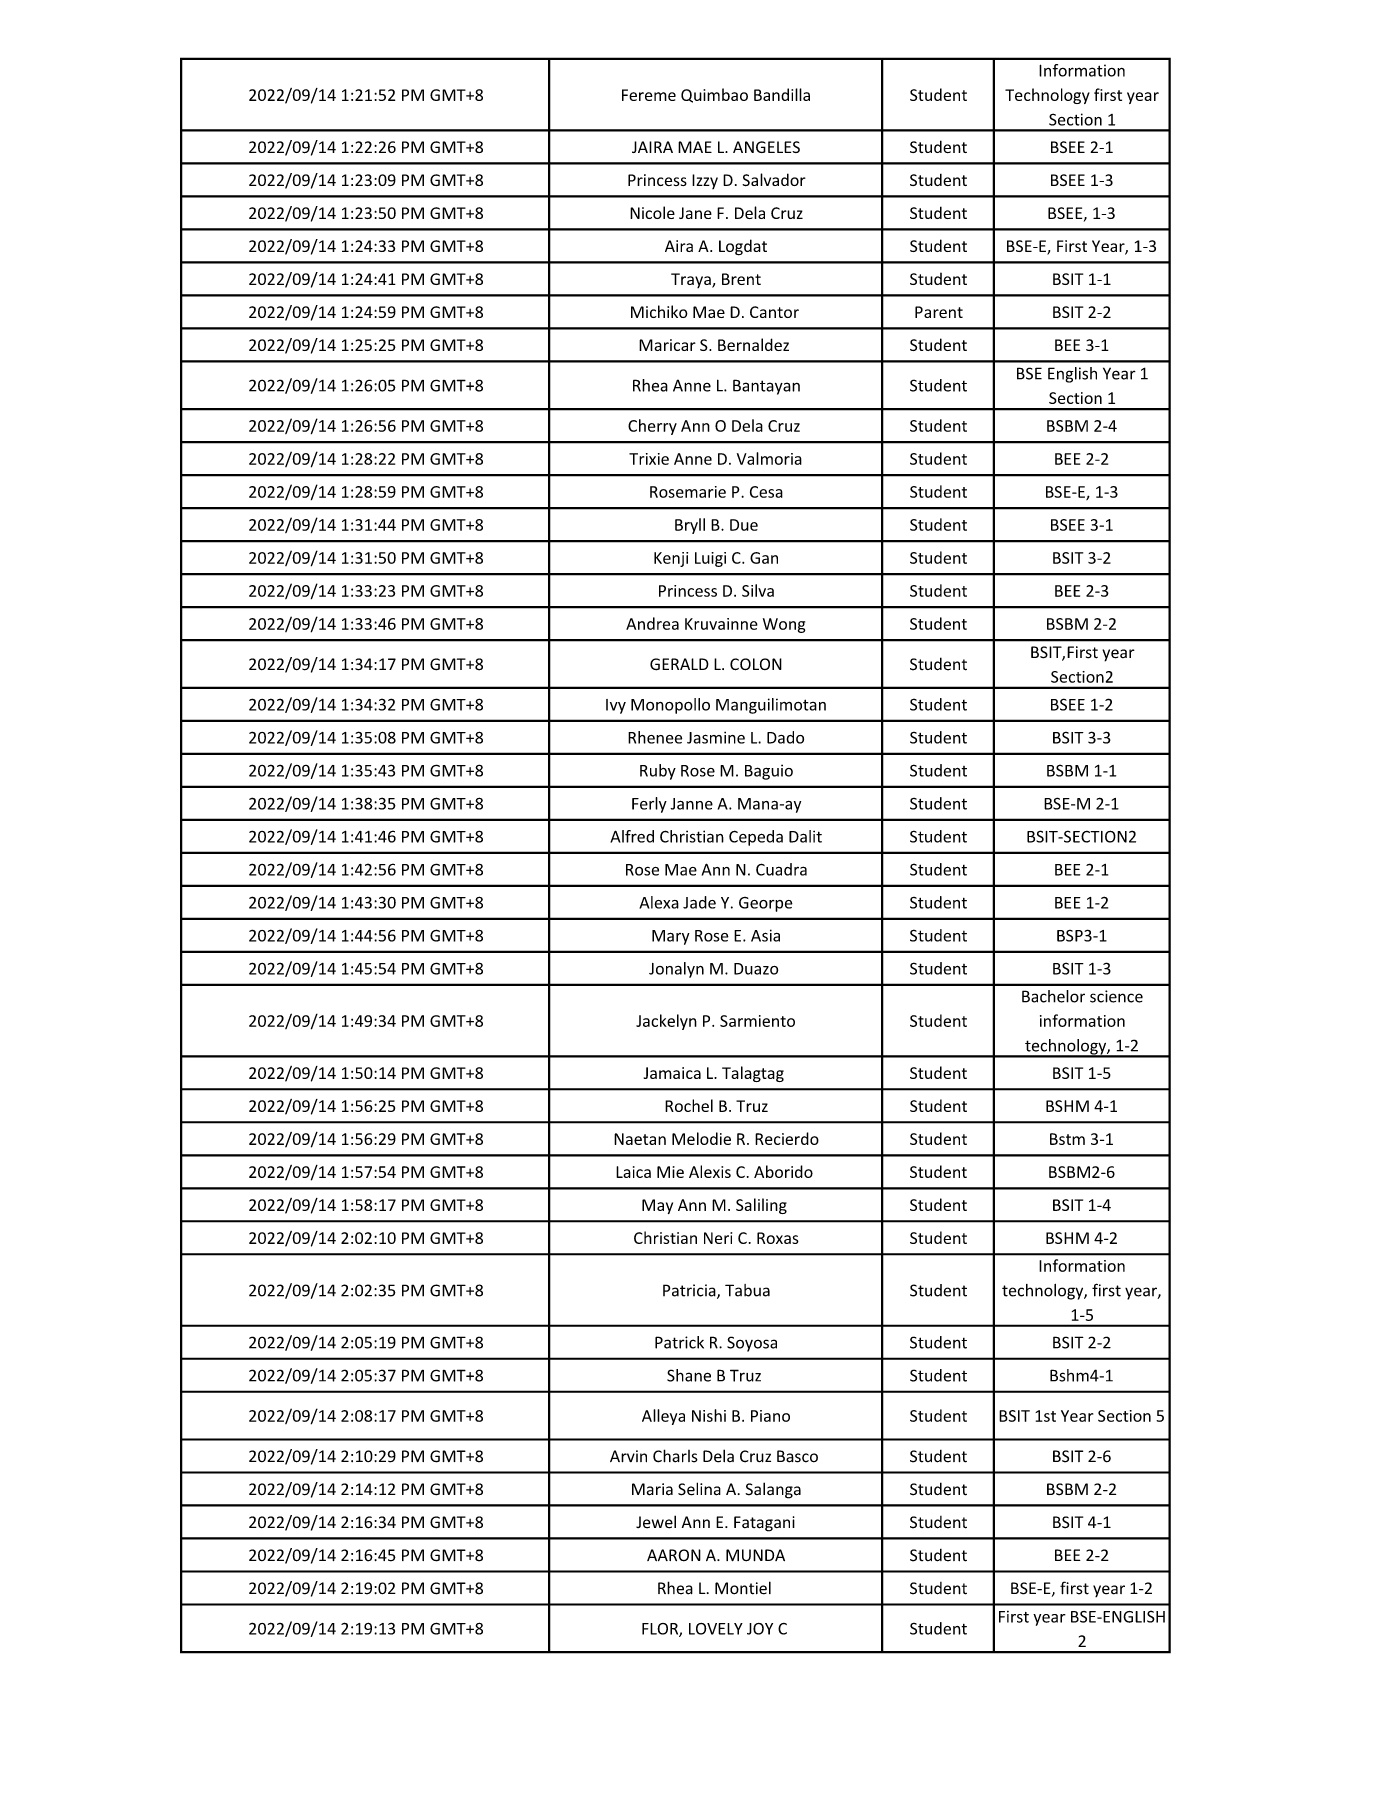 2022/09/14 1:21:52 PM GMT+8 Fereme Quimbao Bandilla Student Information
Technology first year
Section 1
2022/09/14 1:22:26 PM GMT+8 JAIRA MAE L. ANGELES Student BSEE 2-1
2022/09/14 1:23:09 PM GMT+8 Princess Izzy D. Salvador Student BSEE 1-3
2022/09/14 1:23:50 PM GMT+8 Nicole Jane F. Dela Cruz Student BSEE, 1-3
2022/09/14 1:24:33 PM GMT+8 Aira A. Logdat Student BSE-E, First Year, 1-3
2022/09/14 1:24:41 PM GMT+8 Traya, Brent Student BSIT 1-1
2022/09/14 1:24:59 PM GMT+8 Michiko Mae D. Cantor Parent BSIT 2-2
2022/09/14 1:25:25 PM GMT+8 Maricar S. Bernaldez Student BEE 3-1
2022/09/14 1:26:05 PM GMT+8 Rhea Anne L. Bantayan Student BSE English Year 1
Section 1
2022/09/14 1:26:56 PM GMT+8 Cherry Ann O Dela Cruz Student BSBM 2-4
2022/09/14 1:28:22 PM GMT+8 Trixie Anne D. Valmoria Student BEE 2-2
2022/09/14 1:28:59 PM GMT+8 Rosemarie P. Cesa Student BSE-E, 1-3
2022/09/14 1:31:44 PM GMT+8 Bryll B. Due Student BSEE 3-1
2022/09/14 1:31:50 PM GMT+8 Kenji Luigi C. Gan Student BSIT 3-2
2022/09/14 1:33:23 PM GMT+8 Princess D. Silva Student BEE 2-3
2022/09/14 1:33:46 PM GMT+8 Andrea Kruvainne Wong Student BSBM 2-2
2022/09/14 1:34:17 PM GMT+8 GERALD L. COLON Student BSIT,First year
Section2
2022/09/14 1:34:32 PM GMT+8 Ivy Monopollo Manguilimotan Student BSEE 1-2
2022/09/14 1:35:08 PM GMT+8 Rhenee Jasmine L. Dado Student BSIT 3-3
2022/09/14 1:35:43 PM GMT+8 Ruby Rose M. Baguio Student BSBM 1-1
2022/09/14 1:38:35 PM GMT+8 Ferly Janne A. Mana-ay Student BSE-M 2-1
2022/09/14 1:41:46 PM GMT+8 Alfred Christian Cepeda Dalit Student BSIT-SECTION2
2022/09/14 1:42:56 PM GMT+8 Rose Mae Ann N. Cuadra Student BEE 2-1
2022/09/14 1:43:30 PM GMT+8 Alexa Jade Y. Georpe Student BEE 1-2
2022/09/14 1:44:56 PM GMT+8 Mary Rose E. Asia Student BSP3-1
2022/09/14 1:45:54 PM GMT+8 Jonalyn M. Duazo Student BSIT 1-3
2022/09/14 1:49:34 PM GMT+8 Jackelyn P. Sarmiento Student Bachelor science
information
technology, 1-2
2022/09/14 1:50:14 PM GMT+8 Jamaica L. Talagtag Student BSIT 1-5
2022/09/14 1:56:25 PM GMT+8 Rochel B. Truz Student BSHM 4-1
2022/09/14 1:56:29 PM GMT+8 Naetan Melodie R. Recierdo Student Bstm 3-1
2022/09/14 1:57:54 PM GMT+8 Laica Mie Alexis C. Aborido Student BSBM2-6
2022/09/14 1:58:17 PM GMT+8 May Ann M. Saliling Student BSIT 1-4
2022/09/14 2:02:10 PM GMT+8 Christian Neri C. Roxas Student BSHM 4-2
2022/09/14 2:02:35 PM GMT+8 Patricia, Tabua Student Information
technology, first year,
1-5
2022/09/14 2:05:19 PM GMT+8 Patrick R. Soyosa Student BSIT 2-2
2022/09/14 2:05:37 PM GMT+8 Shane B Truz Student Bshm4-1
2022/09/14 2:08:17 PM GMT+8 Alleya Nishi B. Piano Student BSIT 1st Year Section 5
2022/09/14 2:10:29 PM GMT+8 Arvin Charls Dela Cruz Basco Student BSIT 2-6
2022/09/14 2:14:12 PM GMT+8 Maria Selina A. Salanga Student BSBM 2-2
2022/09/14 2:16:34 PM GMT+8 Jewel Ann E. Fatagani Student BSIT 4-1
2022/09/14 2:16:45 PM GMT+8 AARON A. MUNDA Student BEE 2-2
2022/09/14 2:19:02 PM GMT+8 Rhea L. Montiel Student BSE-E, first year 1-2
2022/09/14 2:19:13 PM GMT+8 FLOR, LOVELY JOY C Student First year BSE-ENGLISH
2